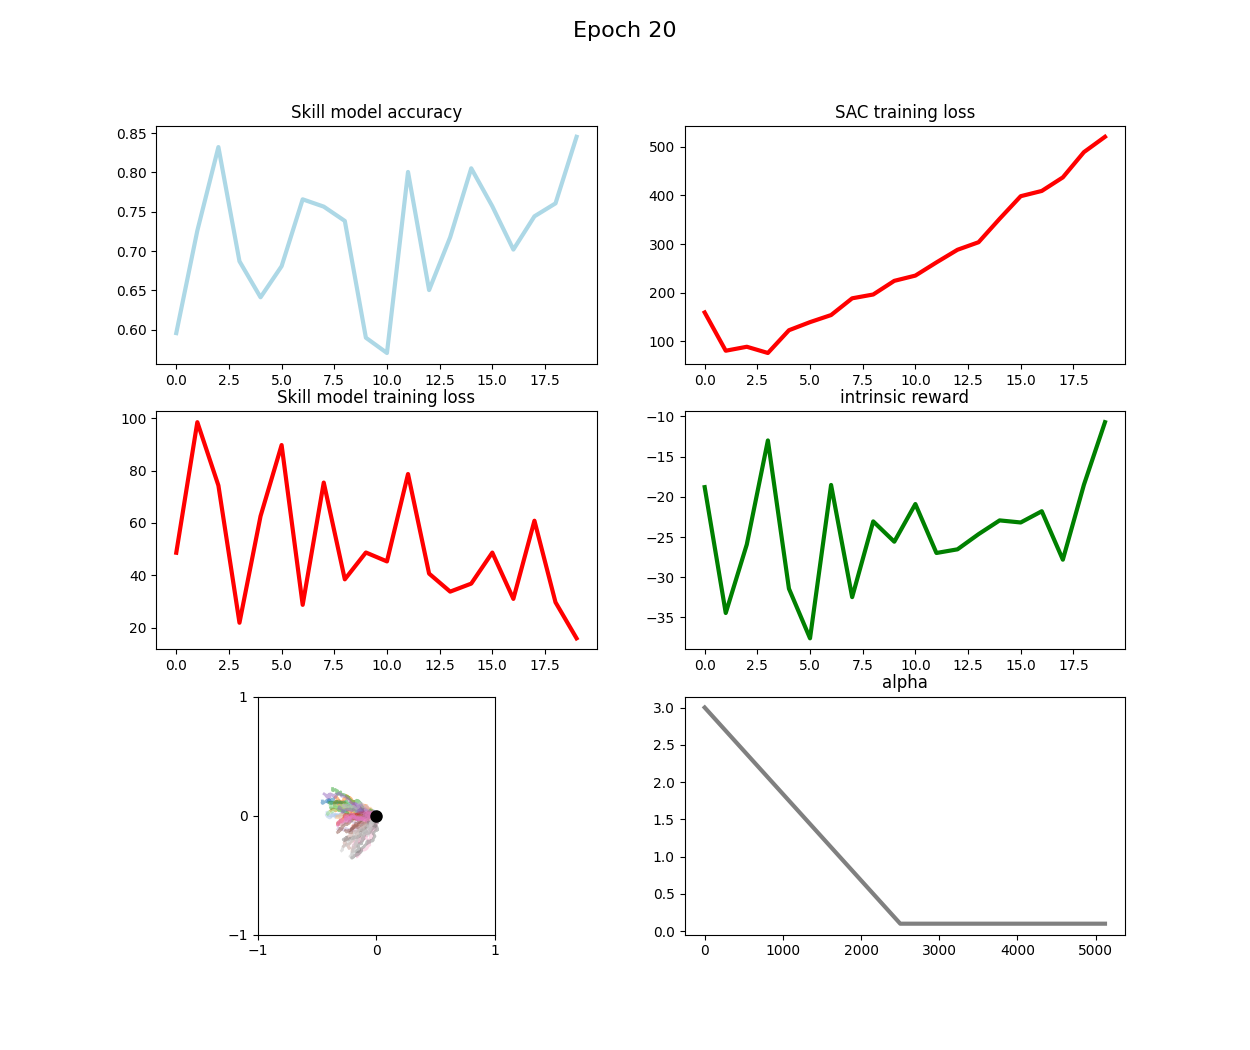 Epoch 20
Skill model accuracy
0.85
0.80
0.75
0.70
0.65
0.60
0.0 2.5 5.0 7.5 10.0 12.5 15.0 17.5
SAC training loss
500
400
300
200
100
0.0 2.5 5.0 7.5 10.0 12.5 15.0 17.5
Skill model training loss
100
80
60
40
20
0.0 2.5 5.0 7.5 10.0 12.5 15.0 17.5
intrinsic reward
−10
−15
−20
−25
−30
−35
0.0 2.5 5.0 7.5 10.0 12.5 15.0 17.5
1
0
−1
−1 0 1
alpha
3.0
2.5
2.0
1.5
1.0
0.5
0.0
0 1000 2000 3000 4000 5000